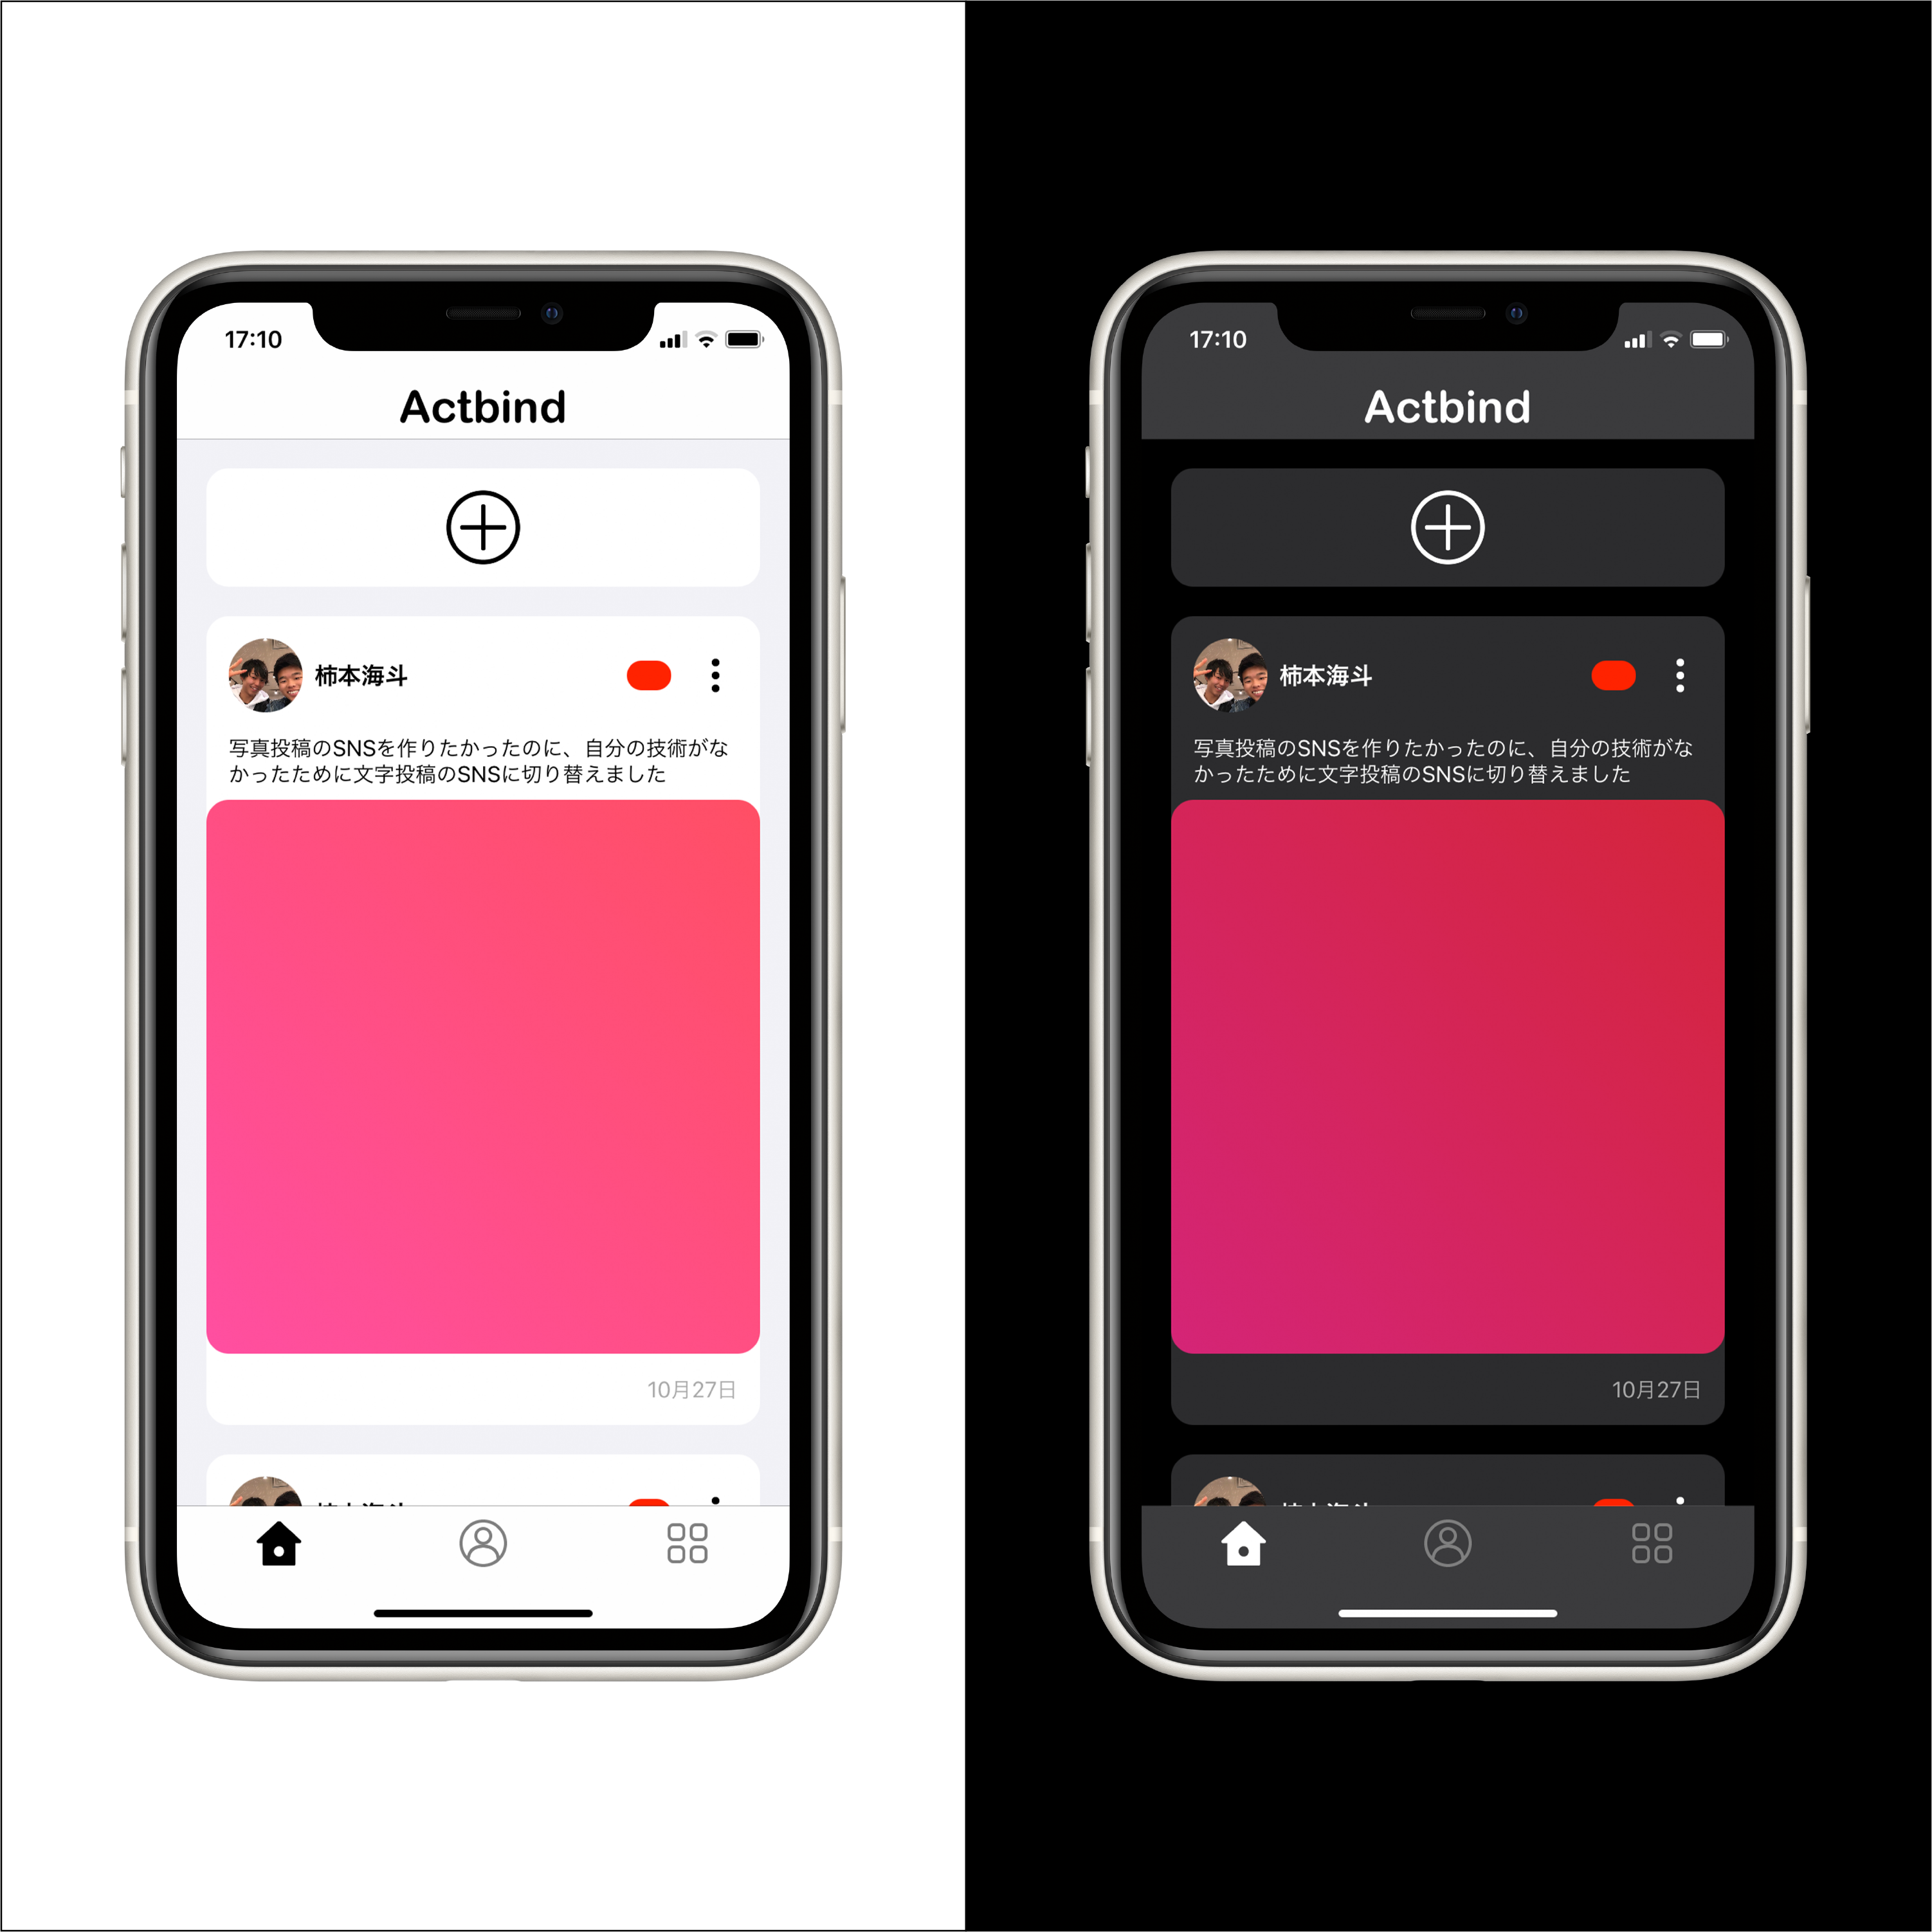 17:10
Actbind
柿本海斗
写真投稿のSNSを作りたかったのに、自分の技術がな
かったために文字投稿のSNSに切り替えました
10月27日
17:10
Actbind
柿本海斗
写真投稿のSNSを作りたかったのに、自分の技術がな
かったために文字投稿のSNSに切り替えました
10月27日